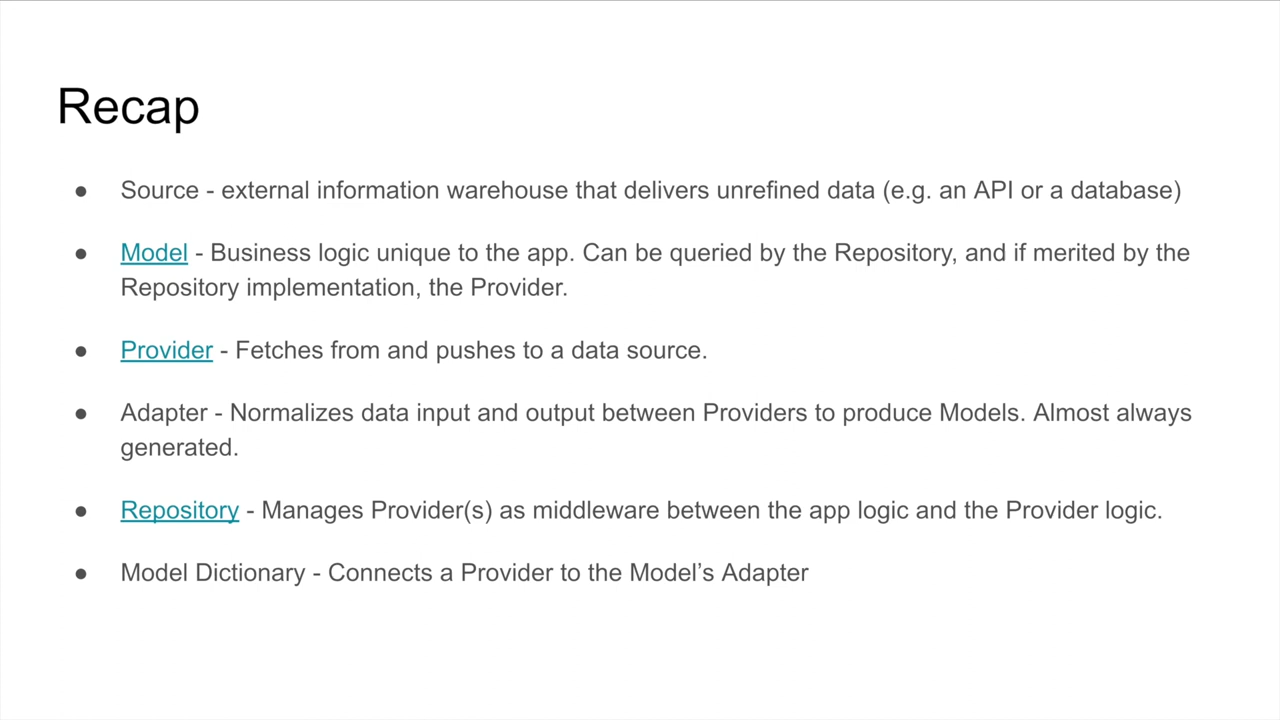 Recap
● Source - external information warehouse that delivers unrefined data (e.g. an API or a database)
● Model - Business logic unique to the app. Can be queried by the Repository, and if merited by the
Repository implementation, the Provider.
● Provider - Fetches from and pushes to a data source.
● Adapter - Normalizes data input and output between Providers to produce Models. Almost always
generated.
● Repository - Manages Provider(s) as middleware between the app logic and the Provider logic.
● Model Dictionary - Connects a Provider to the Model’s Adapter